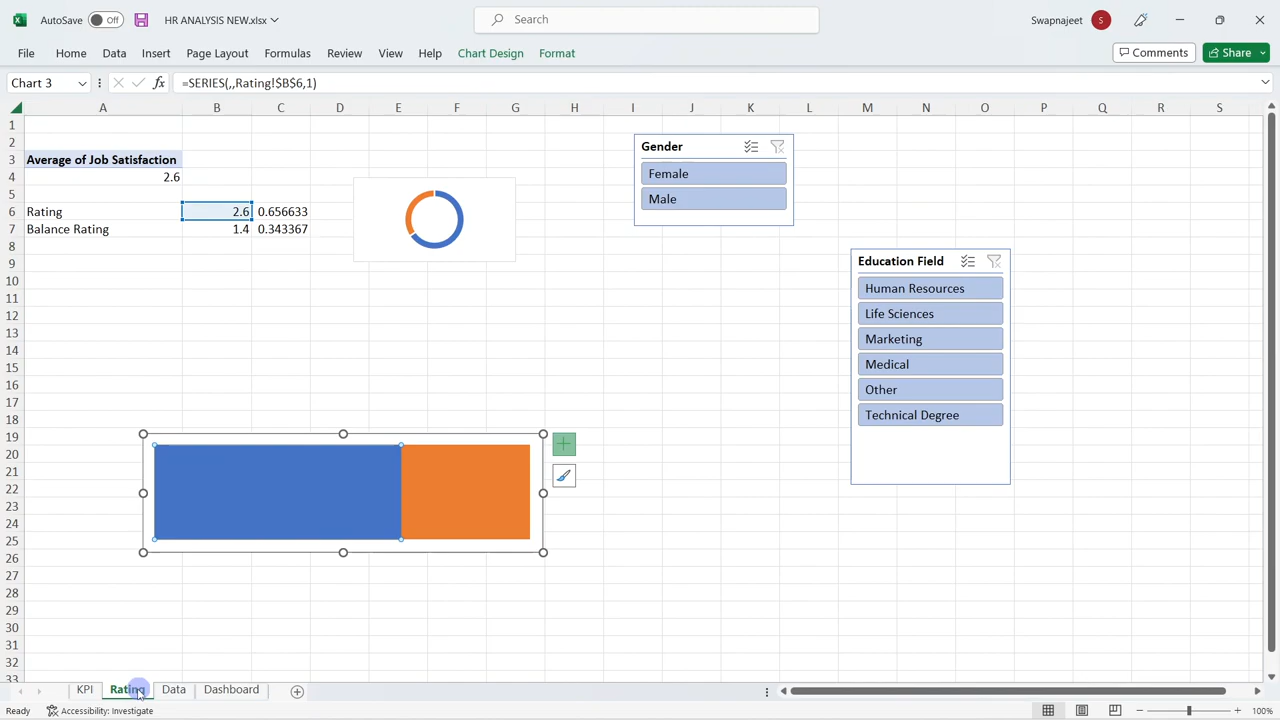 AutoSave Off HR ANALYSIS NEW.xlsx Search Swapnajeet S
File Home Data Insert Page Layout Formulas Review View Help Chart Design Format Comments Share
Chart 3 fx =SERIES(,,Rating!$B$6,1)
A B C D E F G H I J K L M N O P Q R S
1
2
3 Average of Job Satisfaction
4 2.6
5
6 Rating 2.6 0.656633
7 Balance Rating 1.4 0.343367
8
9
10
11
12
13
14
15
16
17
18
19
20
21
22
23
24
25
26
27
28
29
30
31
32
33
Gender
Female
Male
Education Field
Human Resources
Life Sciences
Marketing
Medical
Other
Technical Degree
KPI Rating Data Dashboard
Ready Accessibility: Investigate 100%